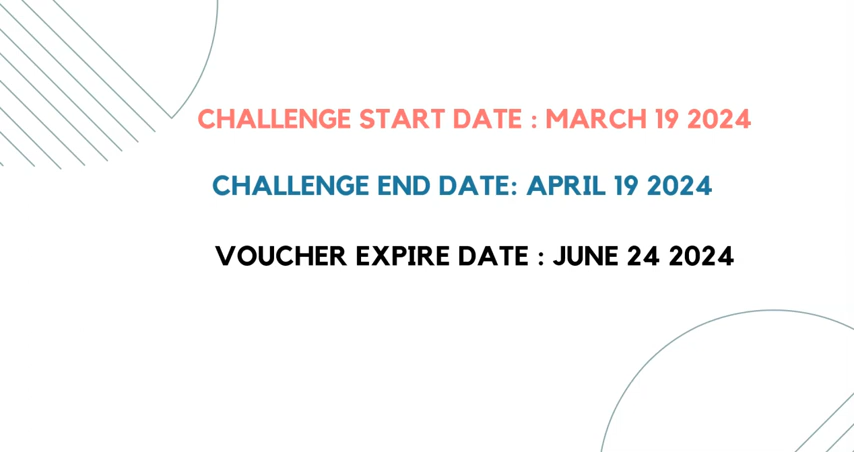 CHALLENGE START DATE : MARCH 19 2024
CHALLENGE END DATE: APRIL 19 2024
VOUCHER EXPIRE DATE : JUNE 24 2024